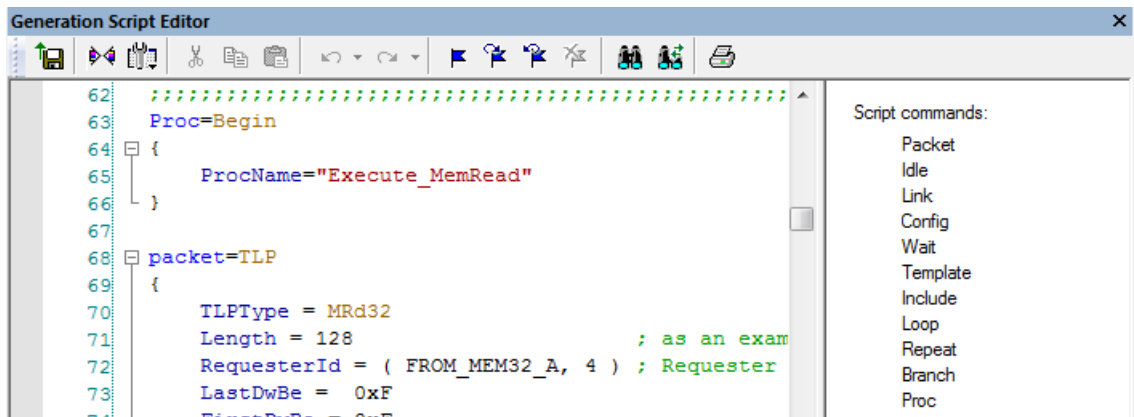 Generation Script Editor
62 ;;;;;;;;;;;;;;;;;;;;;;;;;;;;;;;;;;;;;;;;;;;;;;;;;;
63 Proc=Begin
64 {
65 ProcName="Execute_MemRead"
66 }
67
68 packet=TLP
69 {
70 TLPType = MRd32
71 Length = 128 ; as an exam
72 RequesterId = ( FROM_MEM32_A, 4 ) ; Requester
73 LastDwBe = 0xF
Script commands:
Packet
Idle
Link
Config
Wait
Template
Include
Loop
Repeat
Branch
Proc